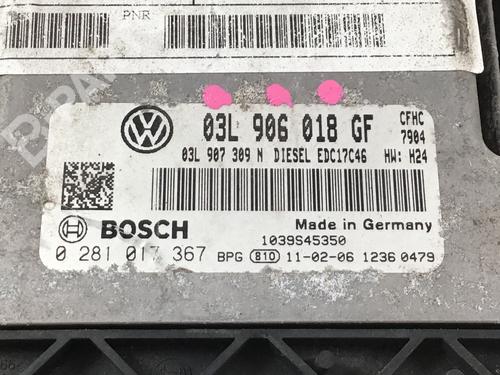 PNR
03L 906 018 GF
CFHC
7904
03L 907 309 N DIESEL EDC17C46 HW: H24
BOSCH
Made in Germany
1039S45350
0 281 017 367 BPG 810 11-02-06 1236 0479